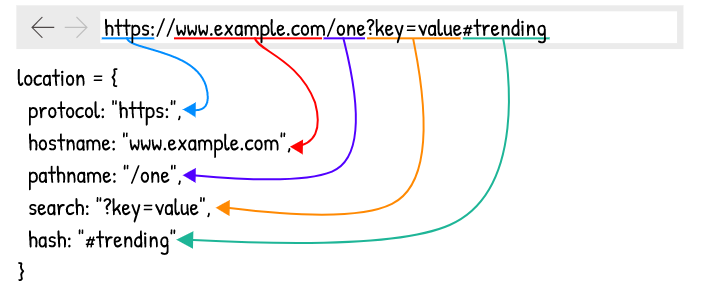 https://www.example.com/one?key=value#trending
location = {
protocol: "https:",
hostname: "www.example.com",
pathname: "/one",
search: "?key=value",
hash: "#trending"
}